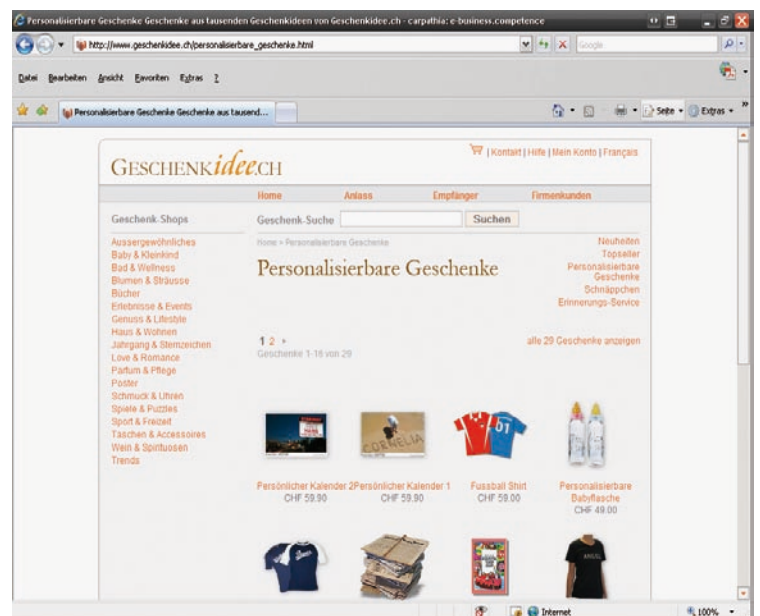 Personalisierbare Geschenke Geschenke aus tausenden Geschenkideen von Geschenkidee.ch - carpathia: e-business.competence
http://www.geschenkidee.ch/personalisierbare_geschenke.html
Google
Datei Bearbeiten Ansicht Favoriten Extras ?
Personalisierbare Geschenke Geschenke aus tausend...
Seite Extras »
GESCHENKidee.CH
| Kontakt | Hilfe | Mein Konto | Français
Home Anlass Empfänger Firmenkunden
Geschenk-Shops
Aussergewöhnliches
Baby & Kleinkind
Bad & Wellness
Blumen & Sträusse
Bücher
Erlebnisse & Events
Genuss & Lifestyle
Haus & Wohnen
Jahrgang & Sternzeichen
Love & Romance
Parfum & Pflege
Poster
Schmuck & Uhren
Spiele & Puzzles
Sport & Freizeit
Taschen & Accessoires
Wein & Spirituosen
Trends
Geschenk-Suche Suchen
Home » Personalisierbare Geschenke
Personalisierbare Geschenke
Neuheiten
Topseller
Personalisierbare
Geschenke
Schnäppchen
Erinnerungs-Service
1 2
Geschenke 1-18 von 29
alle 29 Geschenke anzeigen
CORNELIA
01
Persönlicher Kalender 2
CHF 59.90
Persönlicher Kalender 1
CHF 59.90
Fussball Shirt
CHF 59.00
Personalisierbare
Babyflasche
CHF 49.00
Internet
100%